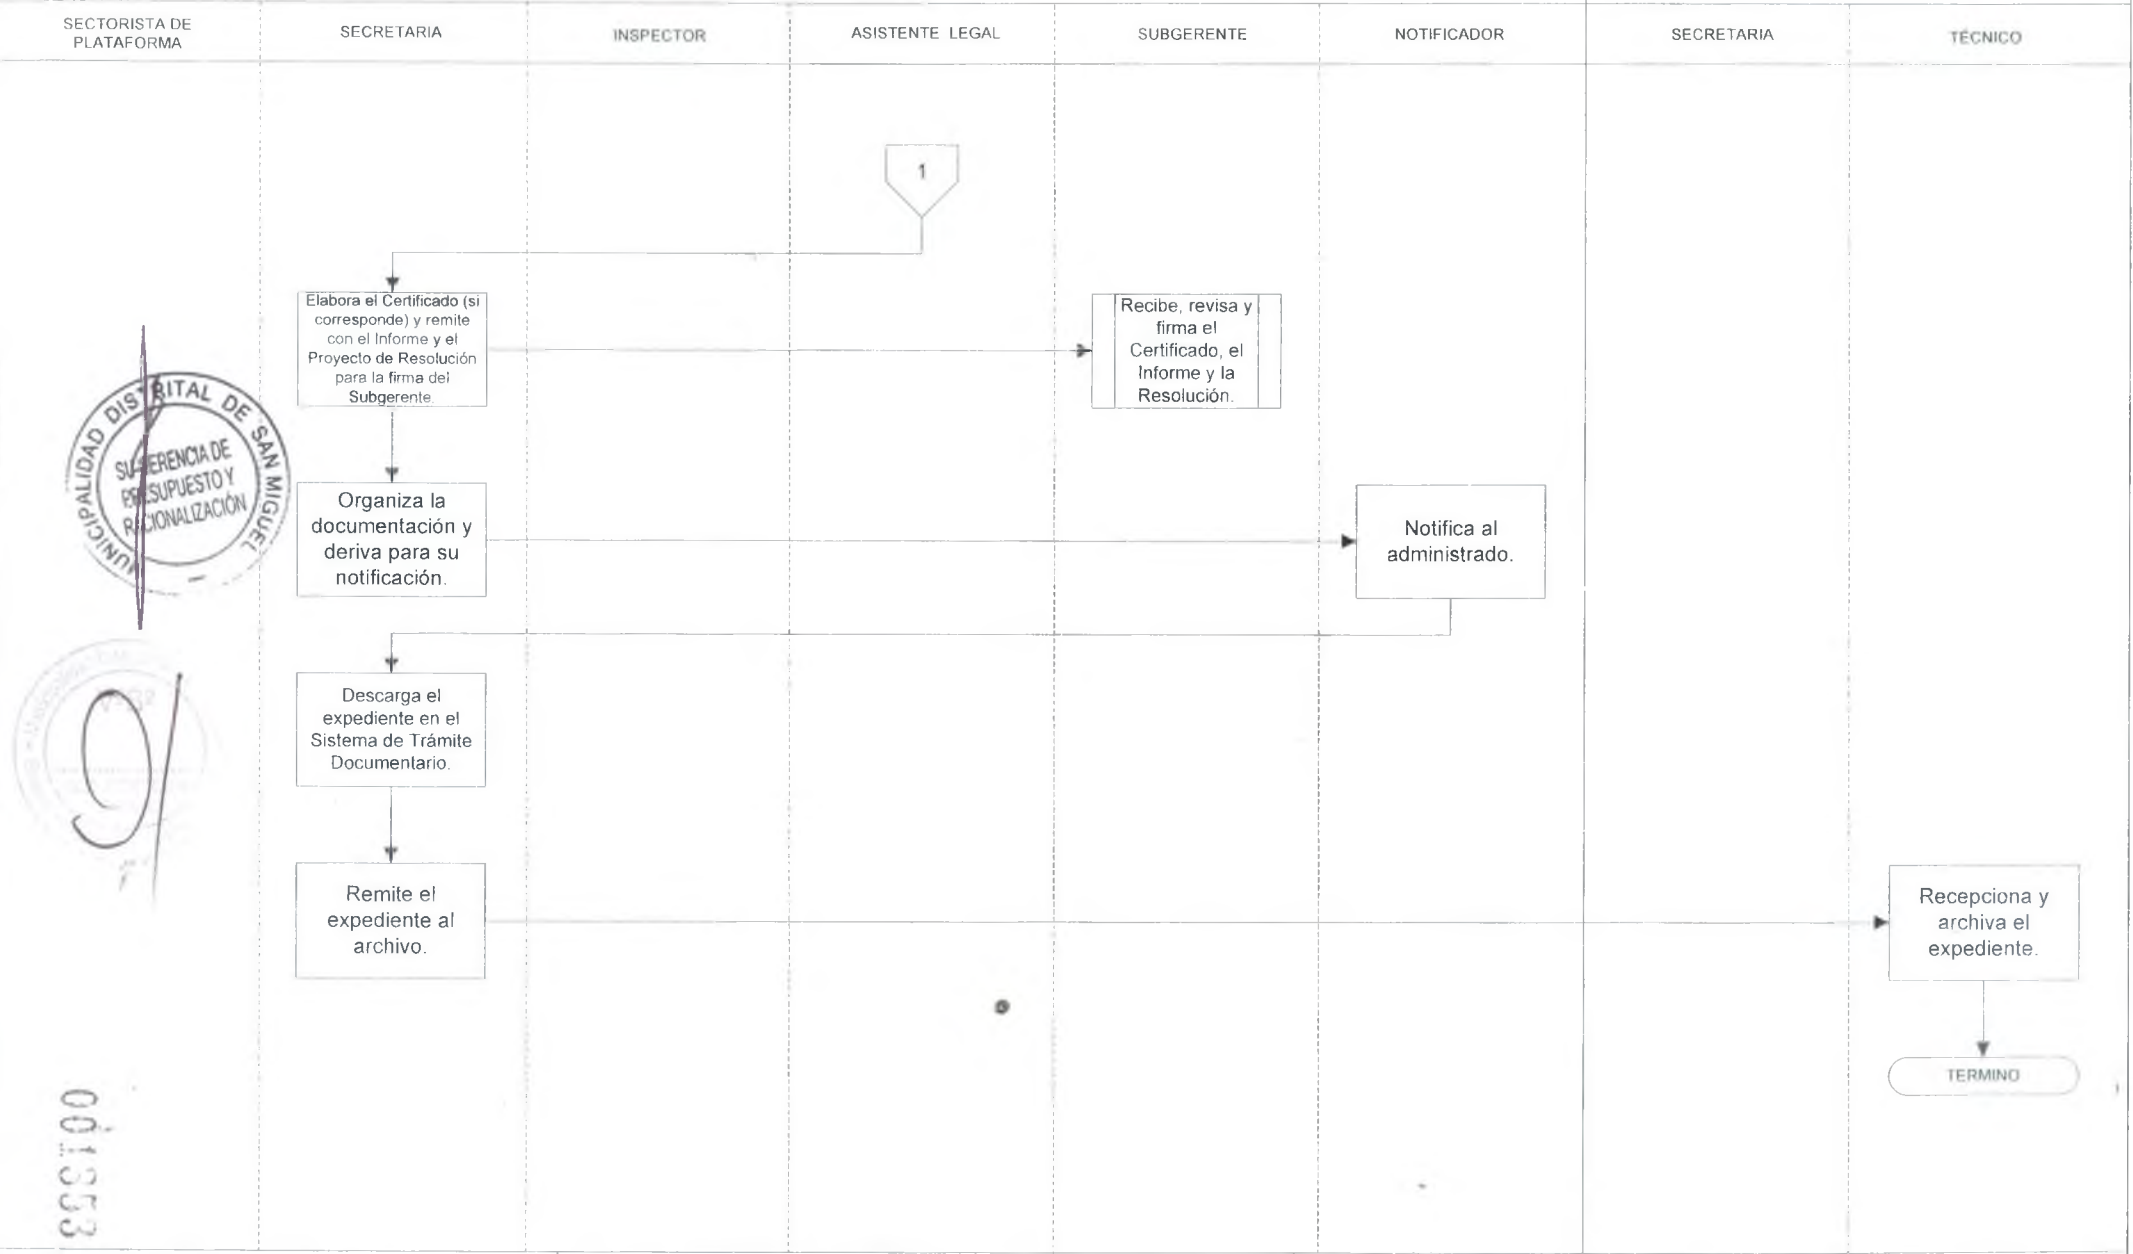 SECTORISTA DE
PLATAFORMA
SECRETARIA
INSPECTOR
ASISTENTE LEGAL
SUBGERENTE
NOTIFICADOR
SECRETARIA
TÉCNICO
1
Elabora el Certificado (si
corresponde) y remite
con el Informe y el
Proyecto de Resolución
para la firma del
Subgerente.
Recibe, revisa y
firma el
Certificado, el
Informe y la
Resolución.
MUNICIPALIDAD DISTRITAL DE SAN MIGUEL
SUBGERENCIA DE
PRESUPUESTO Y
RACIONALIZACIÓN
Organiza la
documentación y
deriva para su
notificación.
Notifica al
administrado.
Descarga el
expediente en el
Sistema de Trámite
Documentario.
Remite el
expediente al
archivo.
Recepciona y
archiva el
expediente.
TERMINO
001353